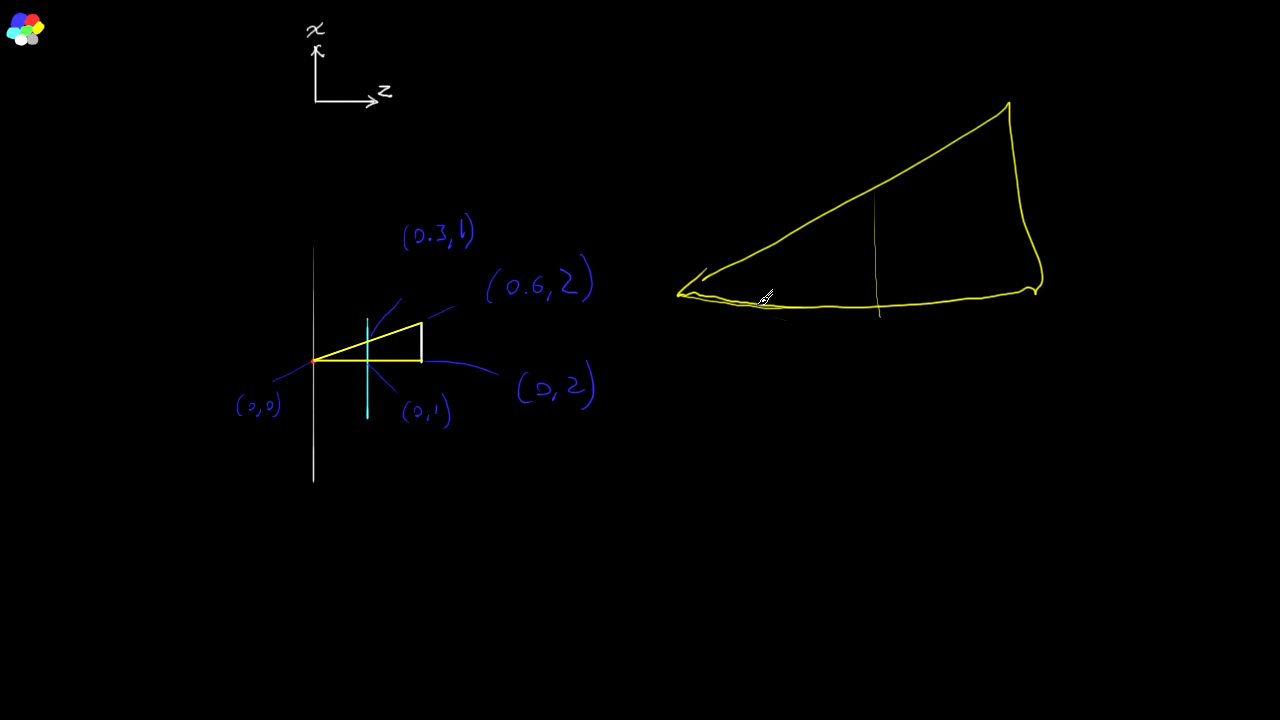 x
z
(0.3,1)
(0.6,2)
(0,0)
(0,1)
(0,2)